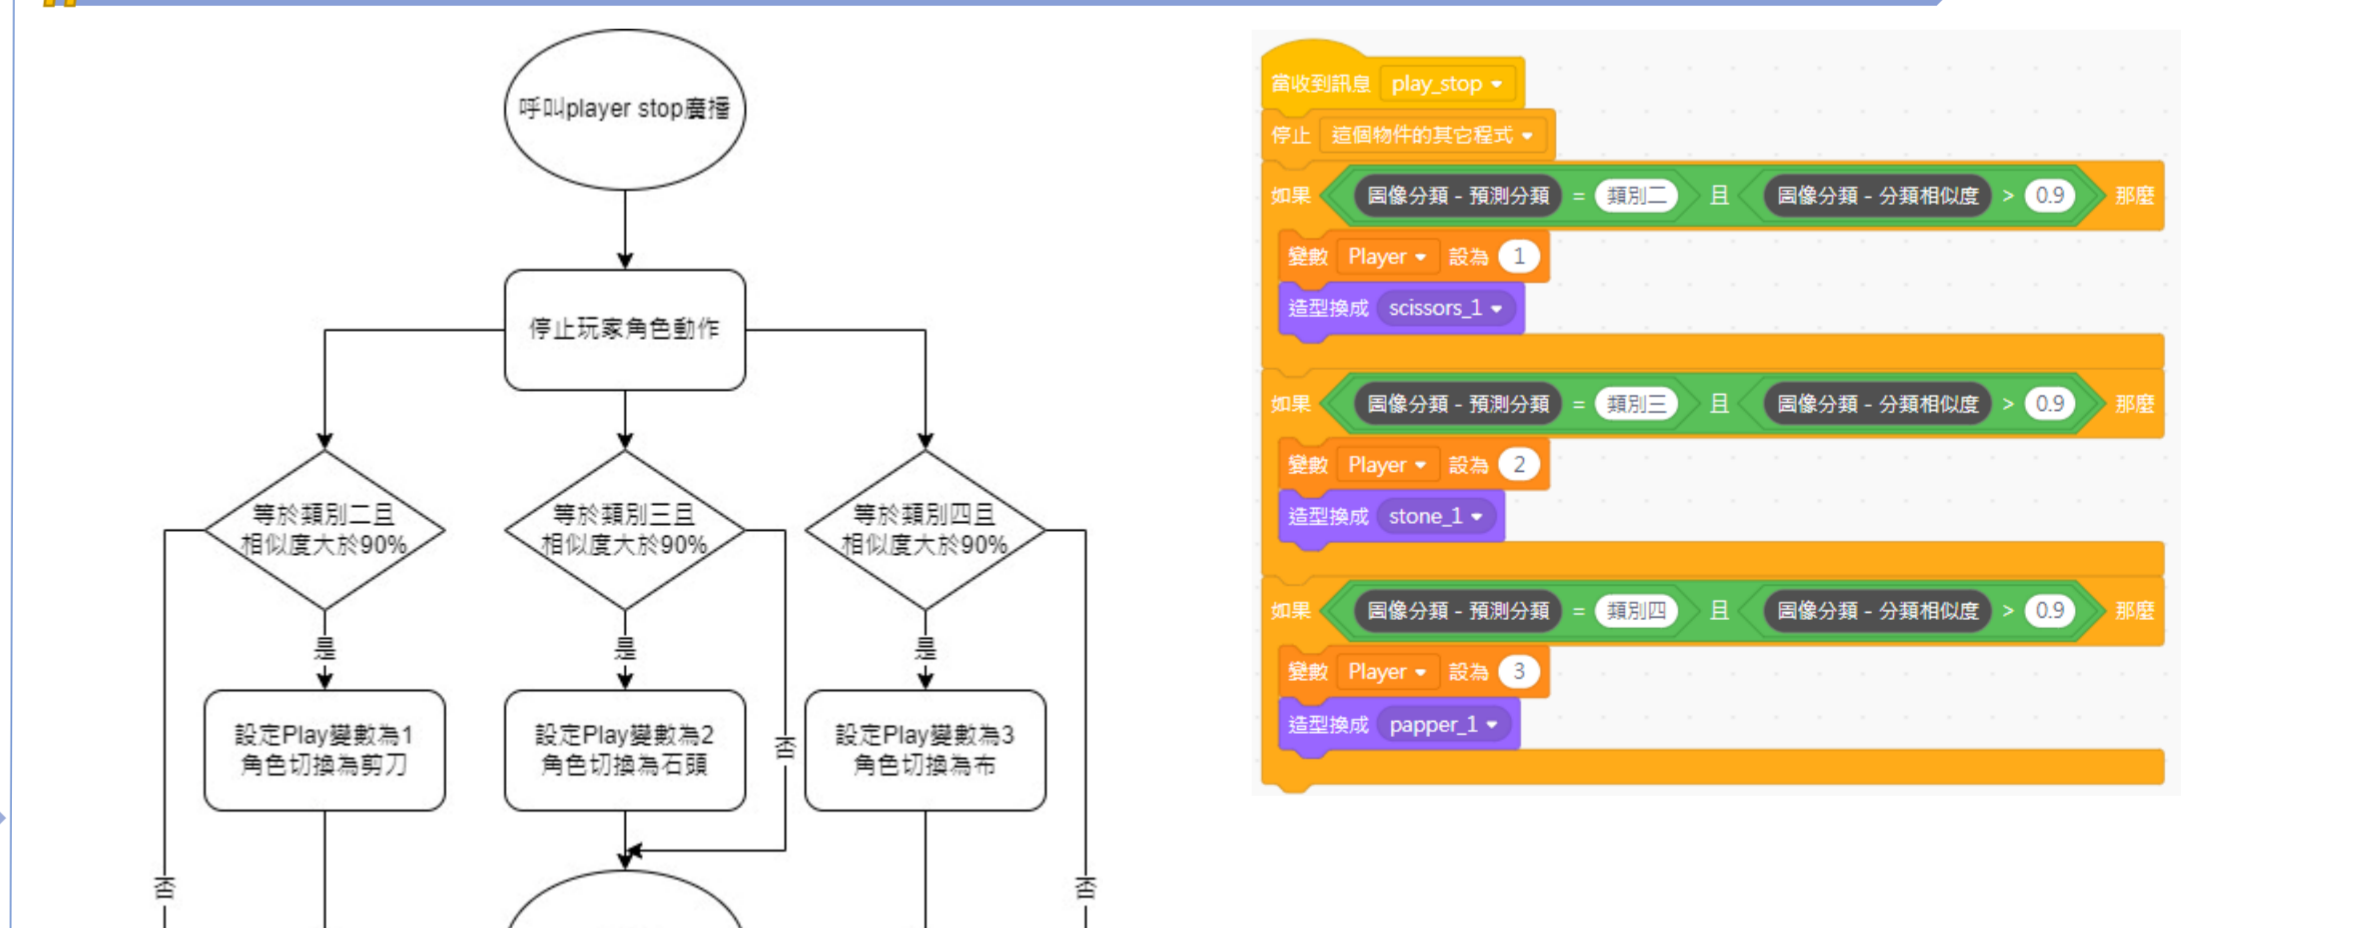 呼叫player stop廣播
停止玩家角色動作
等於類別二且
相似度大於90%
等於類別三且
相似度大於90%
等於類別四且
相似度大於90%
是
是
是
設定Play變數為1
角色切換為剪刀
設定Play變數為2
角色切換為石頭
否
設定Play變數為3
角色切換為布
否
否
當收到訊息 play_stop
停止 這個物件的其它程式
如果 圖像分類 - 預測分類 = 類別二 且 圖像分類 - 分類相似度 > 0.9 那麼
變數 Player 設為 1
造型換成 scissors_1
如果 圖像分類 - 預測分類 = 類別三 且 圖像分類 - 分類相似度 > 0.9 那麼
變數 Player 設為 2
造型換成 stone_1
如果 圖像分類 - 預測分類 = 類別四 且 圖像分類 - 分類相似度 > 0.9 那麼
變數 Player 設為 3
造型換成 papper_1